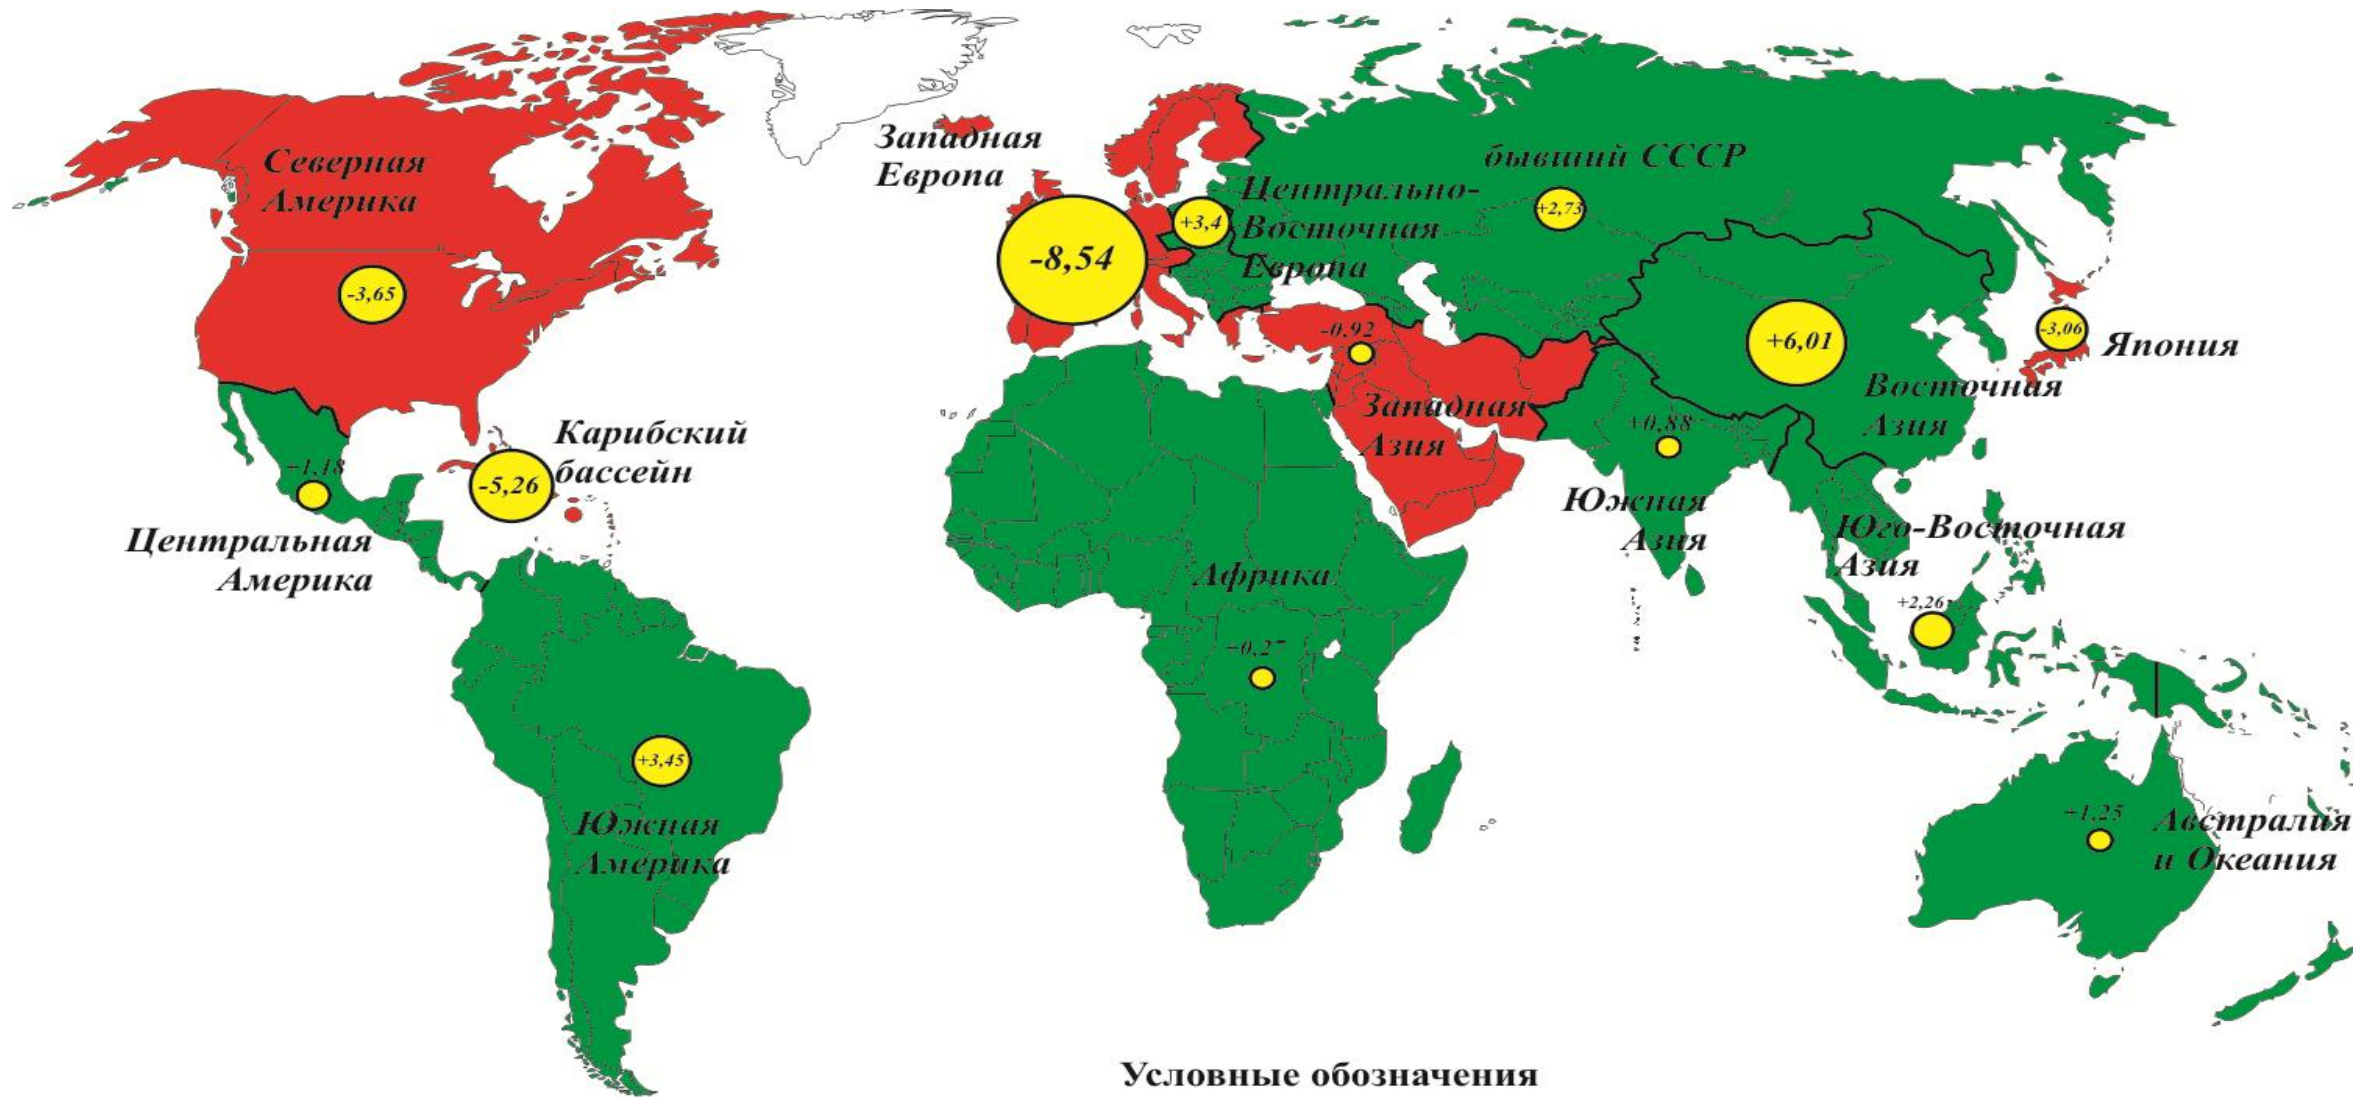 Северная
Америка
-3,65
Западная
Европа
-8,54
+3,4
Центрально-
Восточная
Европа
бывший СССР
+2,73
-0,92
Западная
Азия
+6,01
Восточная
Азия
-3,06
Япония
+0,88
Южная
Азия
Юго-Восточная
Азия
+2,26
Карибский
бассейн
-5,26
+1,18
Центральная
Америка
Африка
+0,27
+3,45
Южная
Америка
+1,25
Австралия
и Океания
Условные обозначения